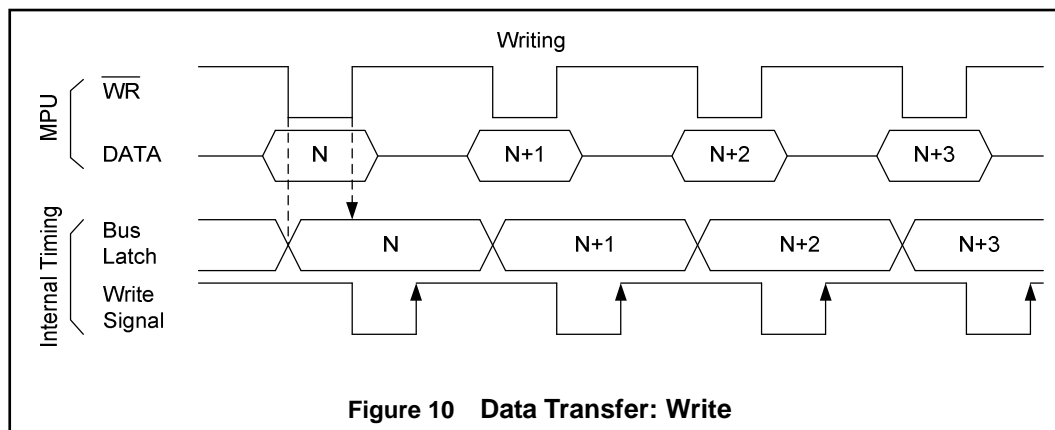 Writing
MPU
WR
DATA
N
N+1
N+2
N+3
Internal Timing
Bus
Latch
N
N+1
N+2
N+3
Write
Signal
Figure 10 Data Transfer: Write